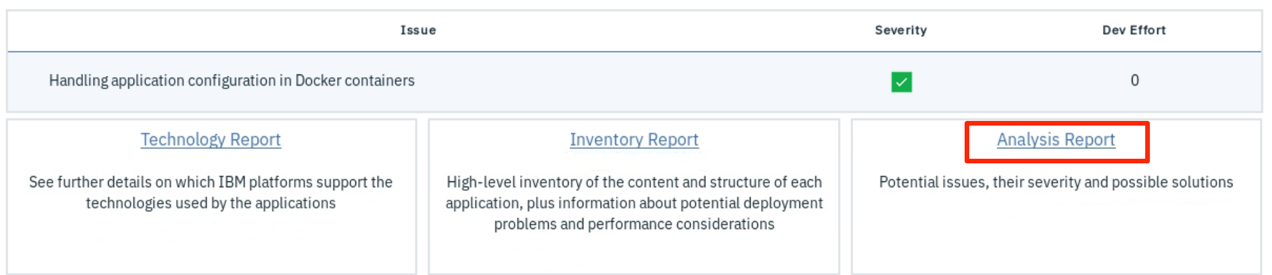 Issue Severity Dev Effort
Handling application configuration in Docker containers 0
Technology Report
See further details on which IBM platforms support the
technologies used by the applications
Inventory Report
High-level inventory of the content and structure of each
application, plus information about potential deployment
problems and performance considerations
Analysis Report
Potential issues, their severity and possible solutions